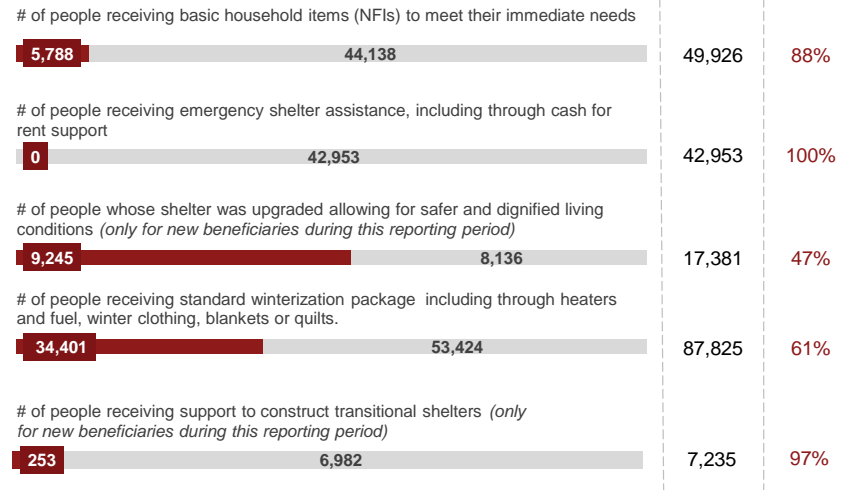 # of people receiving basic household items (NFIs) to meet their immediate needs
5,788 44,138 49,926 88%
# of people receiving emergency shelter assistance, including through cash for
rent support
0 42,953 42,953 100%
# of people whose shelter was upgraded allowing for safer and dignified living
conditions (only for new beneficiaries during this reporting period)
9,245 8,136 17,381 47%
# of people receiving standard winterization package including through heaters
and fuel, winter clothing, blankets or quilts.
34,401 53,424 87,825 61%
# of people receiving support to construct transitional shelters (only
for new beneficiaries during this reporting period)
253 6,982 7,235 97%